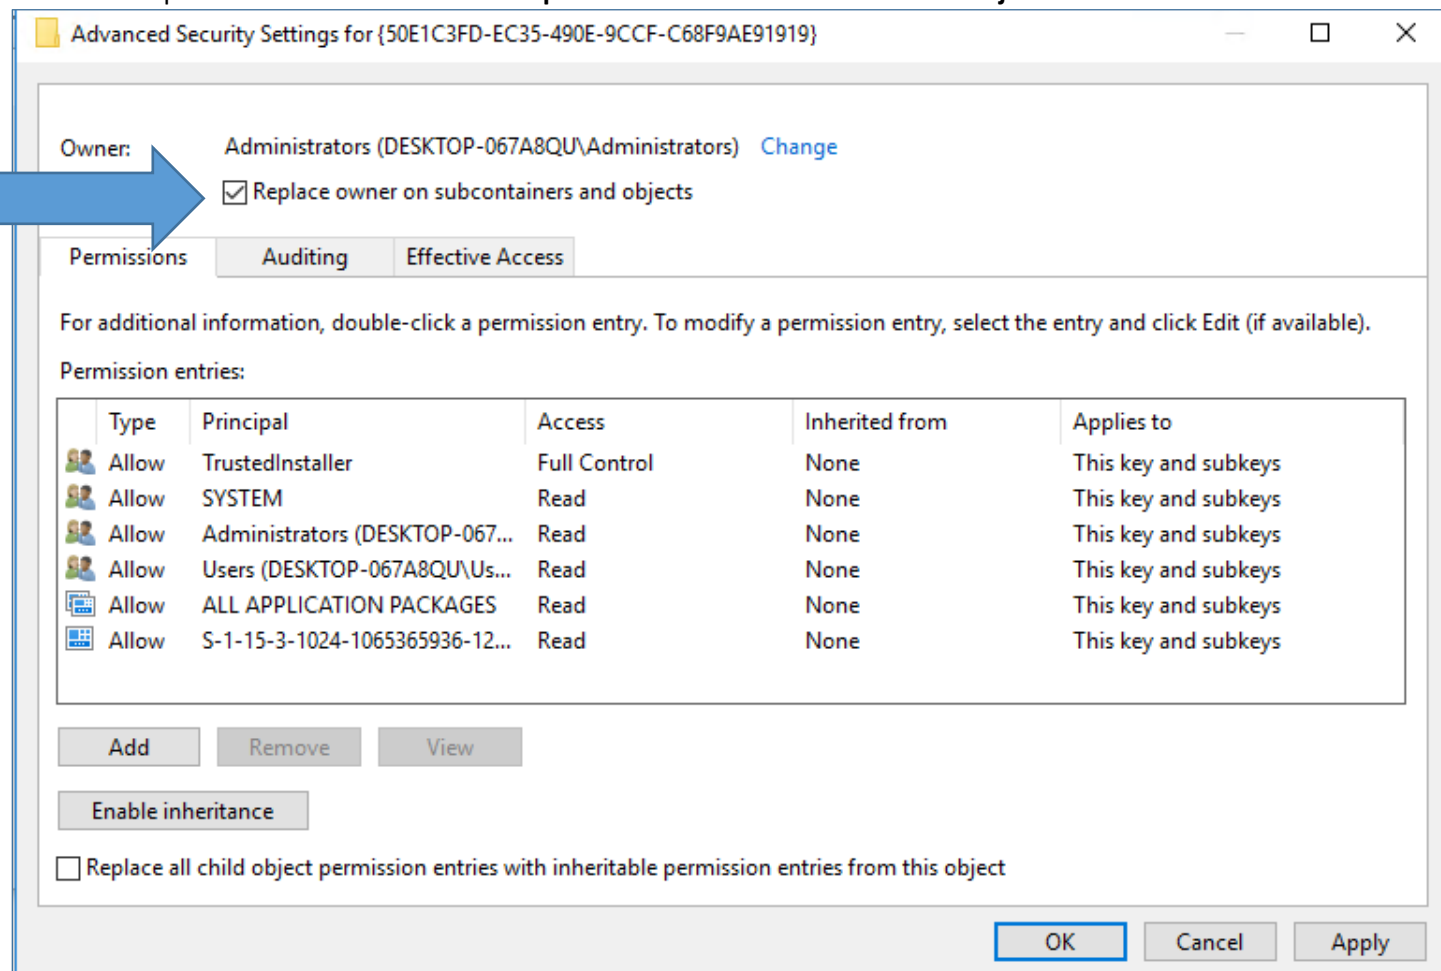 Advanced Security Settings for {50E1C3FD-EC35-490E-9CCF-C68F9AE91919}
Owner: Administrators (DESKTOP-067A8QU\Administrators) Change
Replace owner on subcontainers and objects
Permissions Auditing Effective Access
For additional information, double-click a permission entry. To modify a permission entry, select the entry and click Edit (if available).
Permission entries:
Type Principal Access Inherited from Applies to
Allow TrustedInstaller Full Control None This key and subkeys
Allow SYSTEM Read None This key and subkeys
Allow Administrators (DESKTOP-067... Read None This key and subkeys
Allow Users (DESKTOP-067A8QU\Us... Read None This key and subkeys
Allow ALL APPLICATION PACKAGES Read None This key and subkeys
Allow S-1-15-3-1024-1065365936-12... Read None This key and subkeys
Add Remove View
Enable inheritance
Replace all child object permission entries with inheritable permission entries from this object
OK Cancel Apply